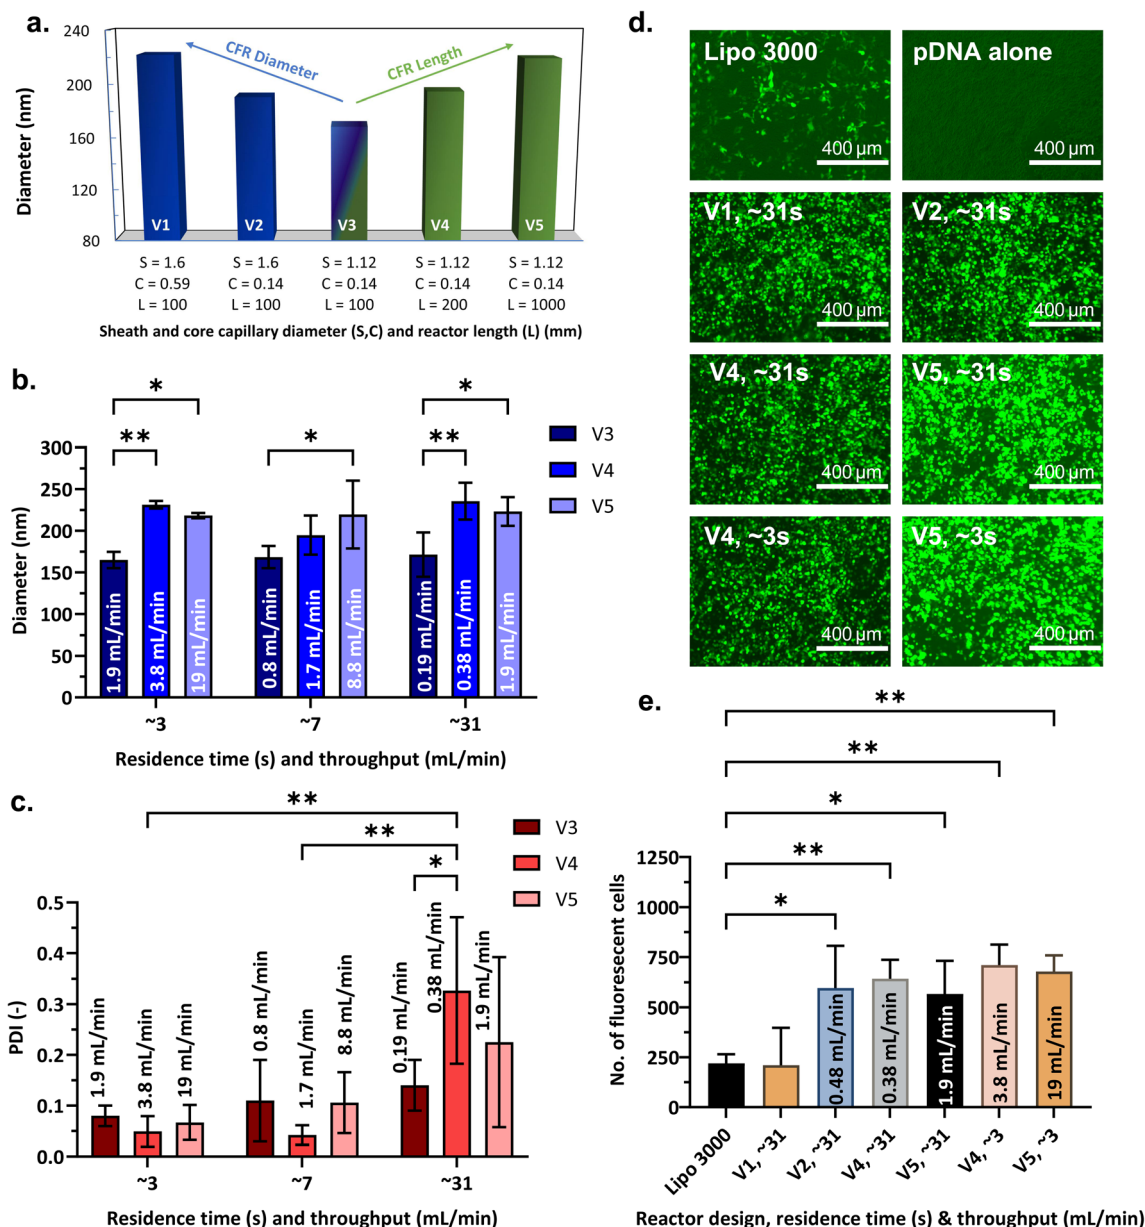 a.
240
200
160
120
80
Diameter (nm)
CFR Diameter
CFR Length
V1
V2
V3
V4
V5
S = 1.6
C = 0.59
L = 100
S = 1.6
C = 0.14
L = 100
S = 1.12
C = 0.14
L = 100
S = 1.12
C = 0.14
L = 200
S = 1.12
C = 0.14
L = 1000
Sheath and core capillary diameter (S,C) and reactor length (L) (mm)
b.
*
**
*
*
**
V3
V4
V5
300
250
200
150
100
50
0
Diameter (nm)
1.9 mL/min
3.8 mL/min
19 mL/min
0.8 mL/min
1.7 mL/min
8.8 mL/min
0.19 mL/min
0.38 mL/min
1.9 mL/min
~3
~7
~31
Residence time (s) and throughput (mL/min)
c.
**
**
*
V3
V4
V5
0.5
0.4
0.3
0.2
0.1
0.0
PDI (-)
1.9 mL/min
3.8 mL/min
19 mL/min
0.8 mL/min
1.7 mL/min
8.8 mL/min
0.19 mL/min
0.38 mL/min
1.9 mL/min
~3
~7
~31
Residence time (s) and throughput (mL/min)
d.
Lipo 3000
400 µm
pDNA alone
400 µm
V1, ~31s
400 µm
V2, ~31s
400 µm
V4, ~31s
400 µm
V5, ~31s
400 µm
V4, ~3s
400 µm
V5, ~3s
400 µm
e.
**
**
*
**
*
1250
1000
750
500
250
0
No. of fluoresecent cells
0.48 mL/min
0.38 mL/min
1.9 mL/min
3.8 mL/min
19 mL/min
Lipo 3000
V1, ~31
V2, ~31
V4, ~31
V5, ~31
V4, ~3
V5, ~3
Reactor design, residence time (s) & throughput (mL/min)